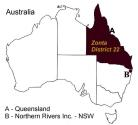 Australia
A
Zonta
District 22
B
A - Queensland
B - Northern Rivers Inc. - NSW